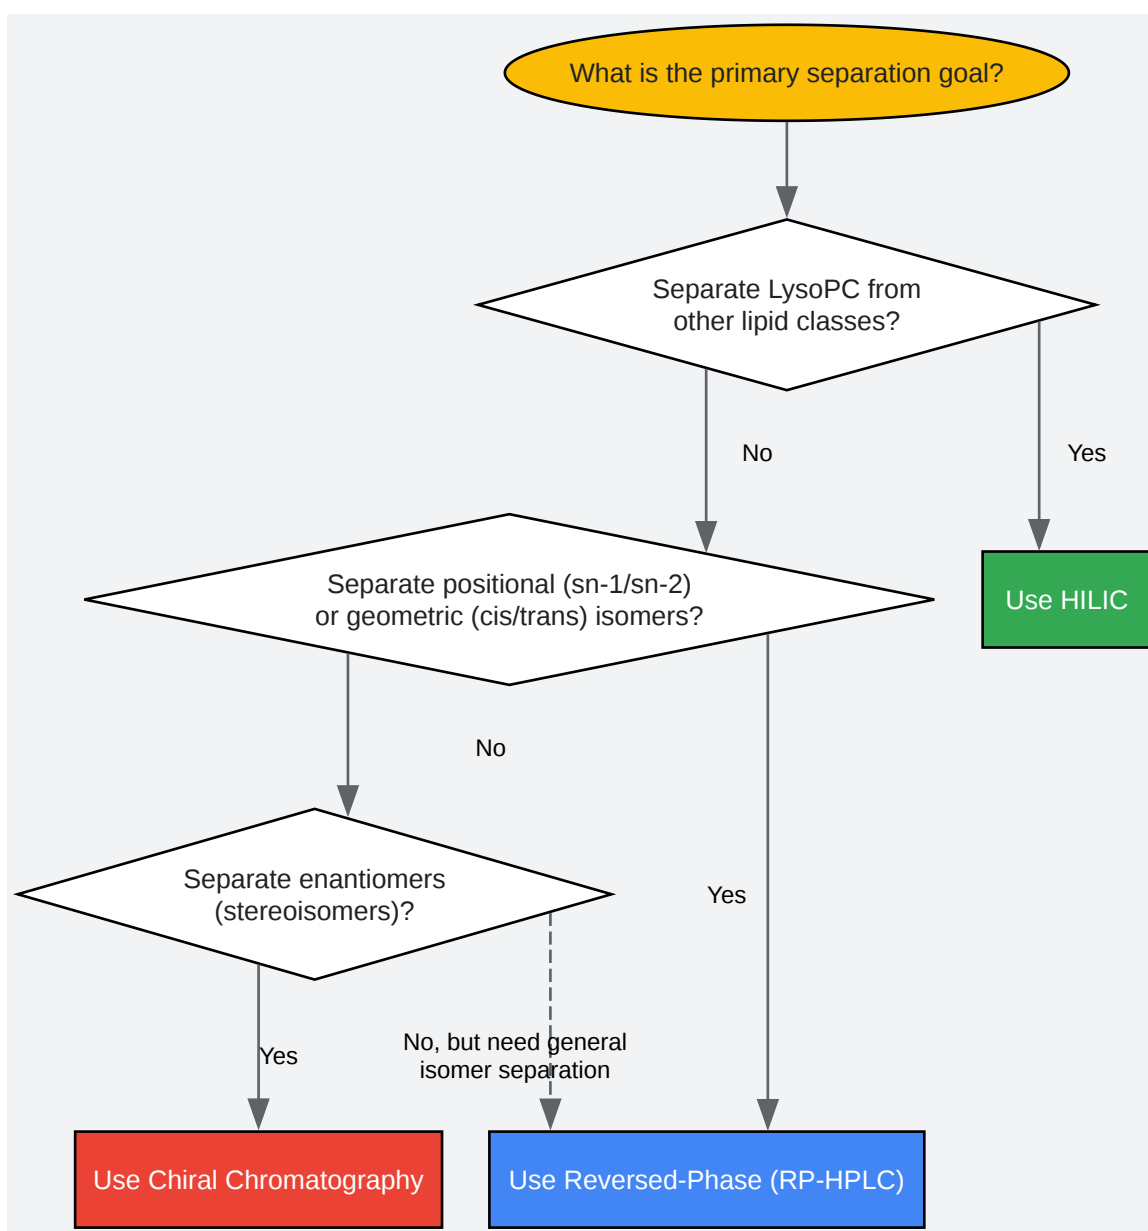 What is the primary separation goal?
Separate LysoPC from
other lipid classes?
No
Yes
Separate positional (sn-1/sn-2)
or geometric (cis/trans) isomers?
Use HILIC
No
Separate enantiomers
(stereoisomers)?
Yes
No, but need general
isomer separation
Yes
Use Chiral Chromatography
Use Reversed-Phase (RP-HPLC)